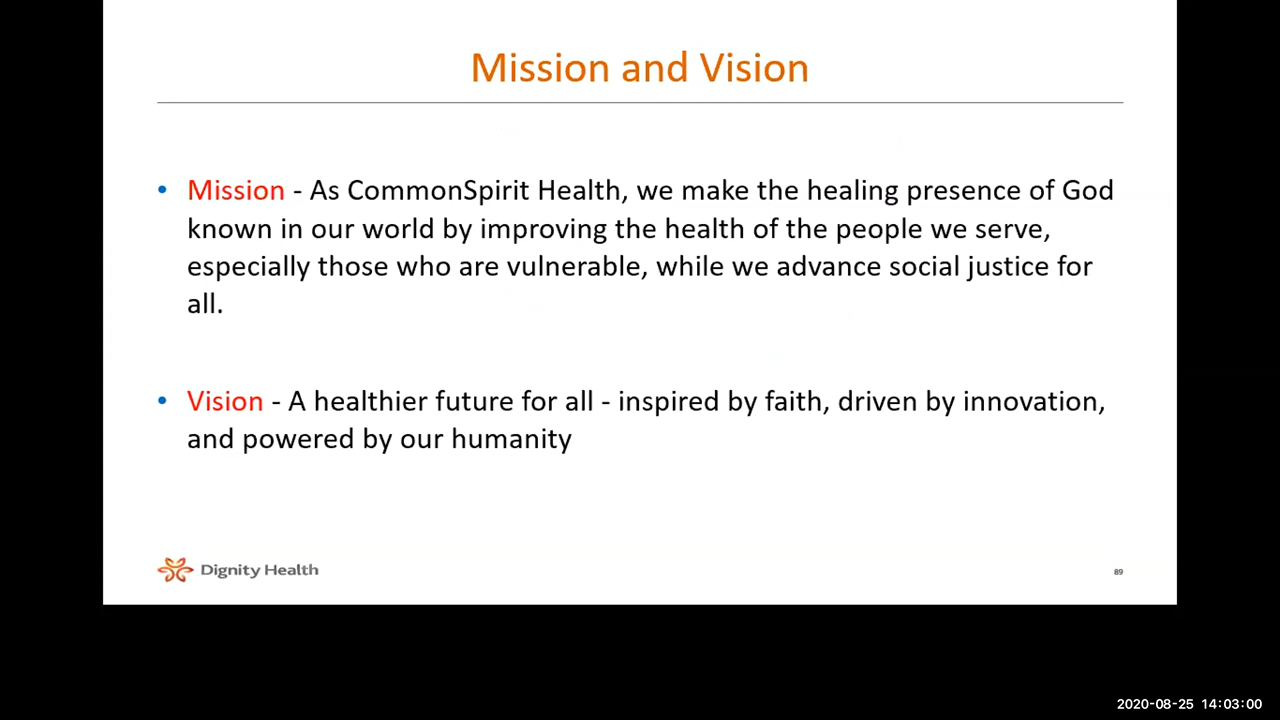 Mission and Vision
• Mission - As CommonSpirit Health, we make the healing presence of God
known in our world by improving the health of the people we serve,
especially those who are vulnerable, while we advance social justice for
all.
• Vision - A healthier future for all - inspired by faith, driven by innovation,
and powered by our humanity
Dignity Health
89
2020-08-25 14:03:00